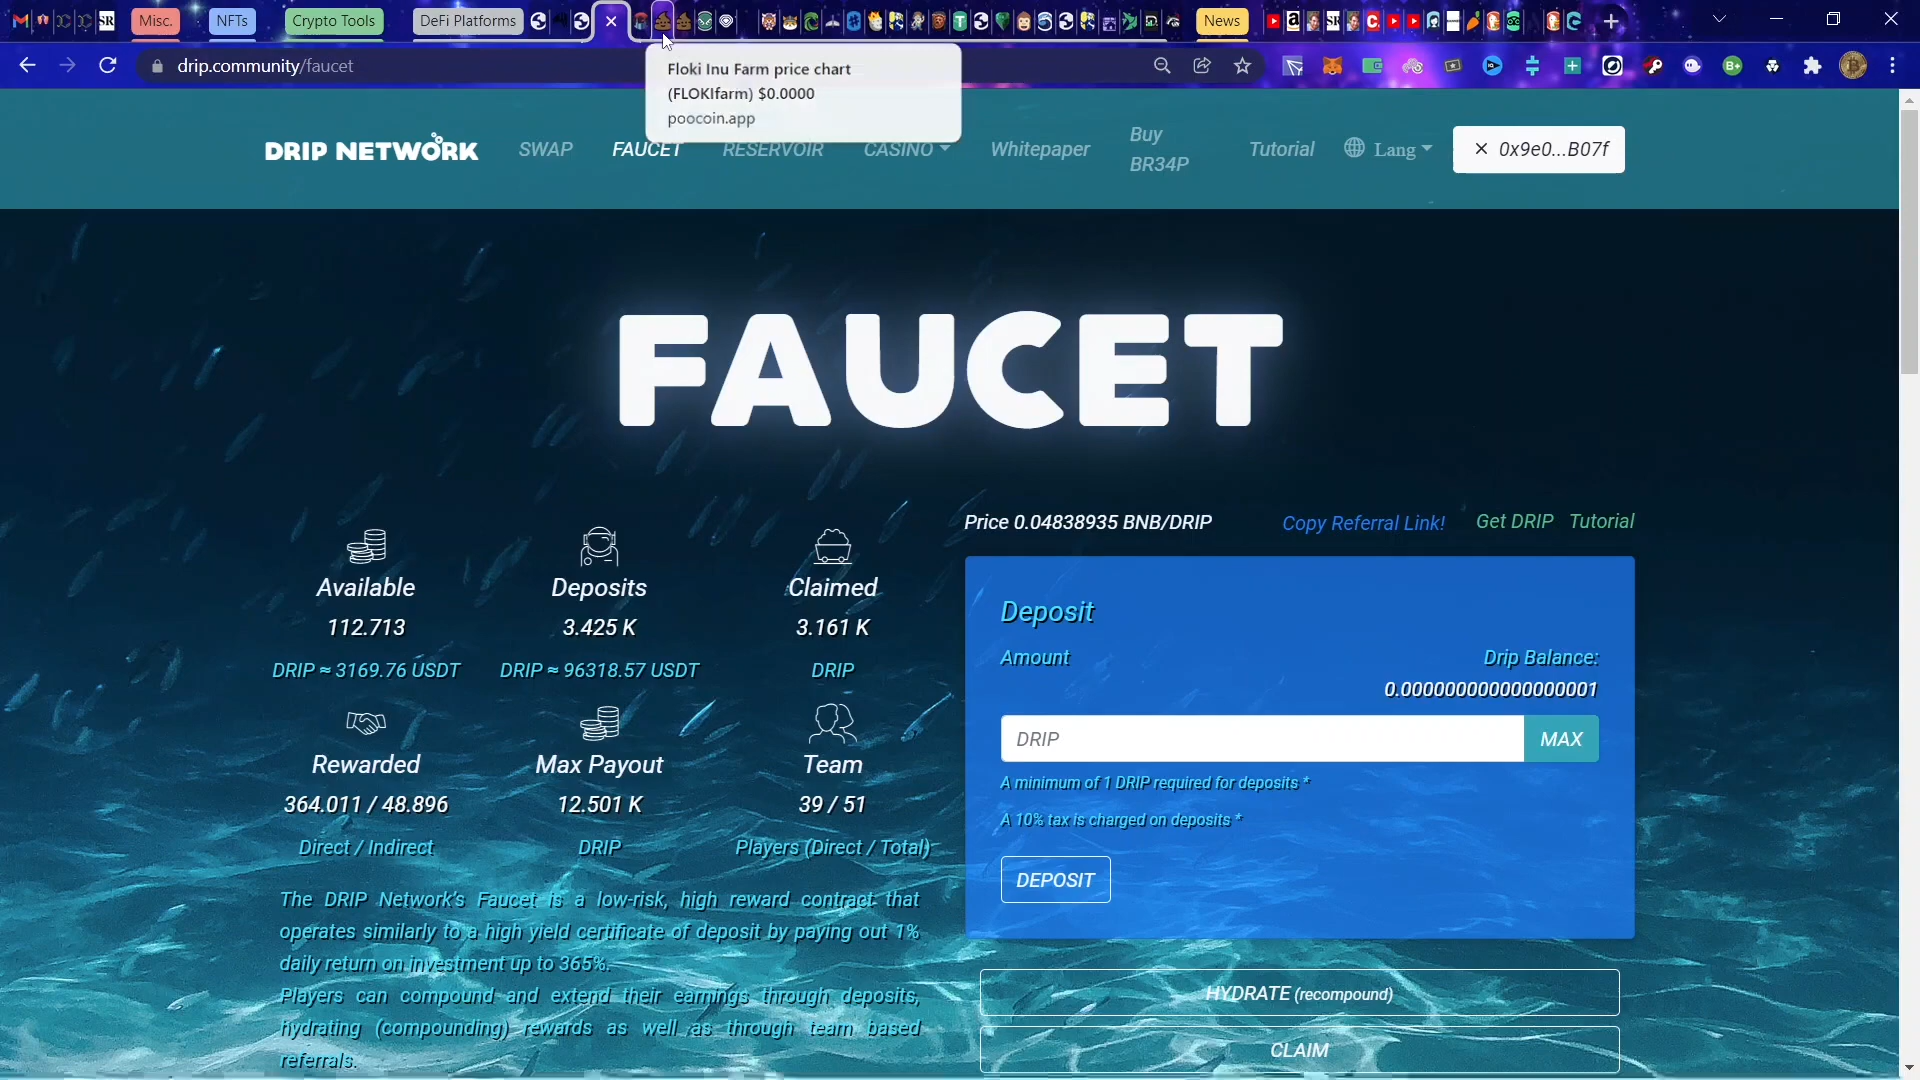 Misc.
NFTs
Crypto Tools
DeFi Platforms
News
drip.community/faucet
Floki Inu Farm price chart
(FLOKIfarm) $0.0000
poocoin.app
DRIP NETWORK
SWAP
FAUCET
RESERVOIR
CASINO
Whitepaper
Buy
BR34P
Tutorial
Lang
× 0x9e0...B07f
FAUCET
Price 0.04838935 BNB/DRIP
Copy Referral Link!
Get DRIP
Tutorial
Available
112.713
DRIP ≈ 3169.76 USDT
Deposits
3.425 K
DRIP ≈ 96318.57 USDT
Claimed
3.161 K
DRIP
Rewarded
364.011 / 48.896
Direct / Indirect
Max Payout
12.501 K
DRIP
Team
39 / 51
Players (Direct / Total)
The DRIP Network's Faucet is a low-risk, high reward contract that
operates similarly to a high yield certificate of deposit by paying out 1%
daily return on investment up to 365%.
Players can compound and extend their earnings through deposits,
hydrating (compounding) rewards as well as through team based
referrals.
Deposit
Amount
Drip Balance:
0.000000000000000001
DRIP
MAX
A minimum of 1 DRIP required for deposits *
A 10% tax is charged on deposits *
DEPOSIT
HYDRATE (recompound)
CLAIM